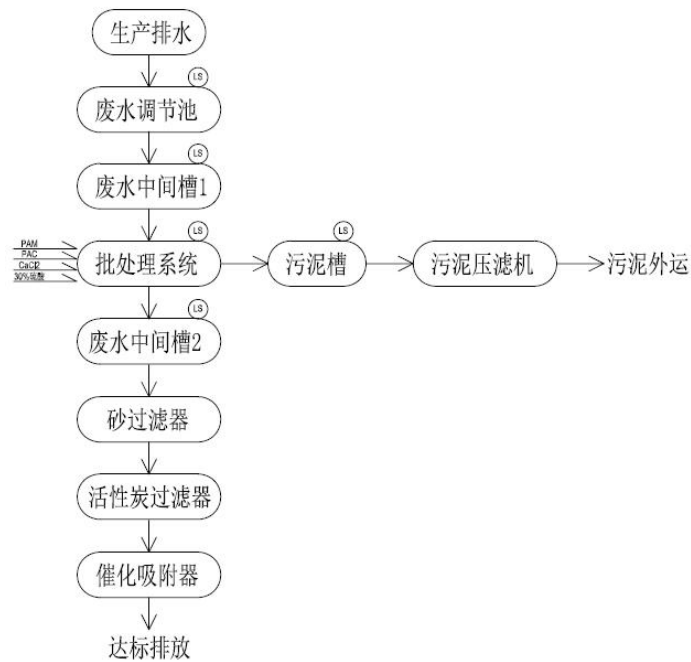 生产排水
LS
废水调节池
LS
废水中间槽1
LS
PAM
PAC
CaCl2
30%硫酸
批处理系统
LS
污泥槽
污泥压滤机
污泥外运
LS
废水中间槽2
砂过滤器
活性炭过滤器
催化吸附器
达标排放